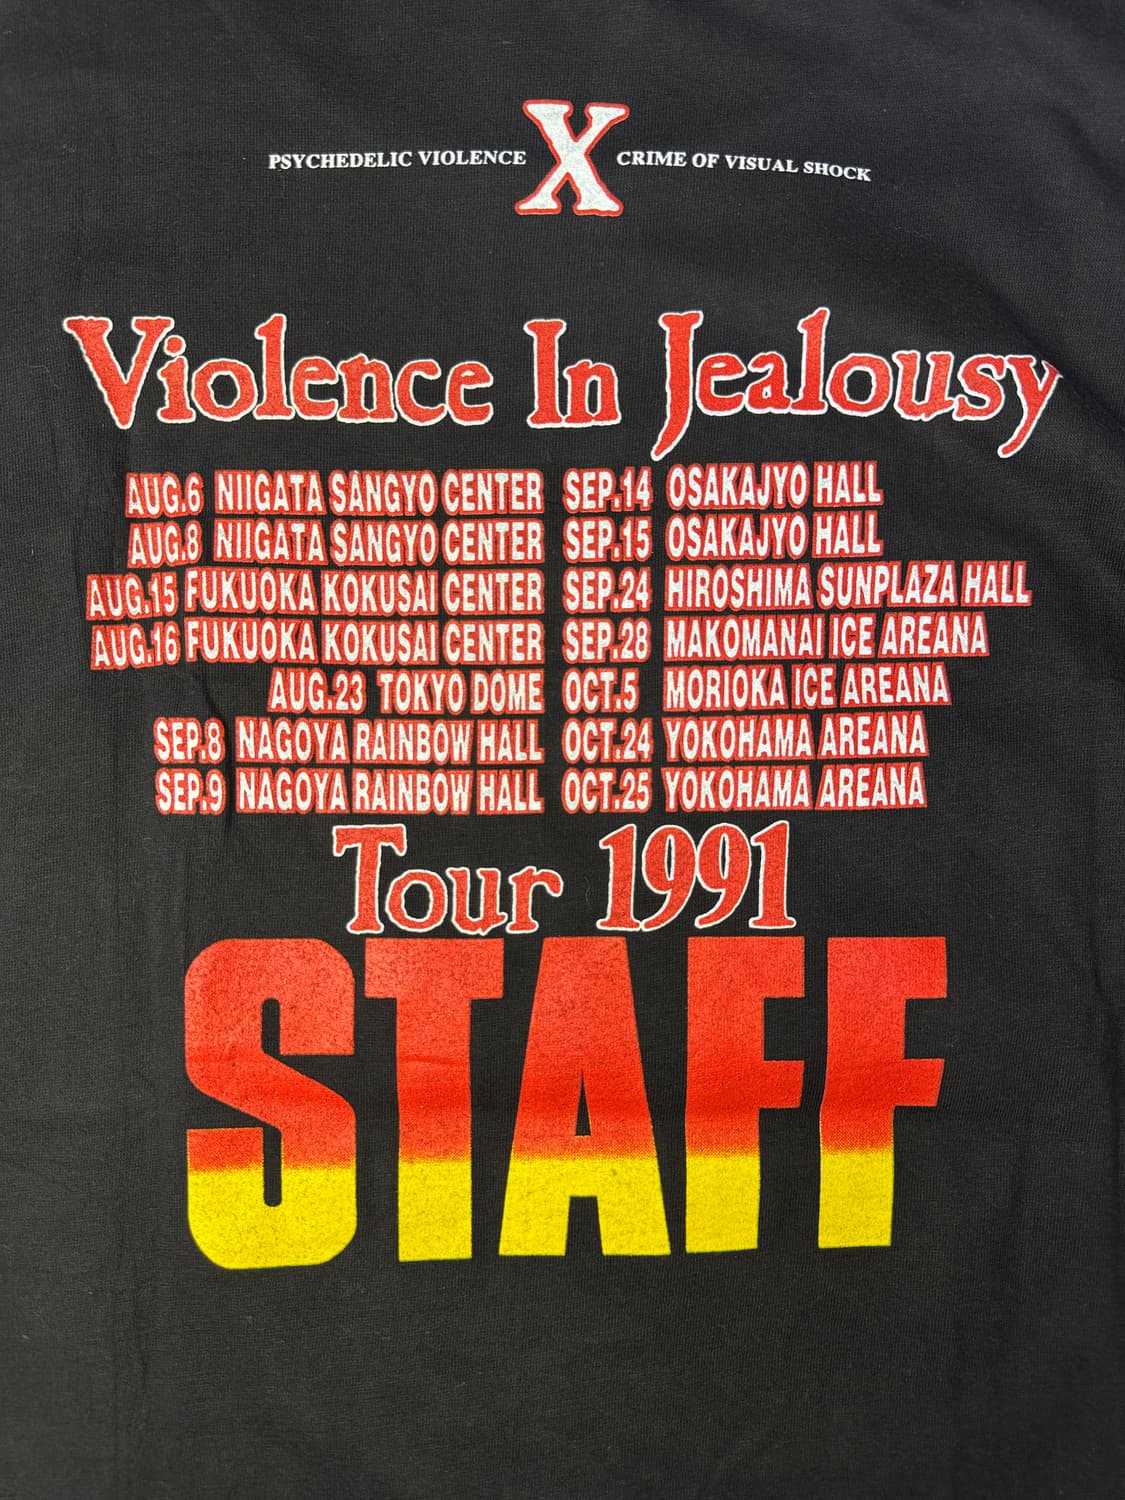 PSYCHEDELIC VIOLENCE X CRIME OF VISUAL SHOCK
Violence In Jealousy
AUG.6 NIIGATA SANGYO CENTER
AUG.8 NIIGATA SANGYO CENTER
AUG.15 FUKUOKA KOKUSAI CENTER
AUG.16 FUKUOKA KOKUSAI CENTER
AUG.23 TOKYO DOME
SEP.8 NAGOYA RAINBOW HALL
SEP.9 NAGOYA RAINBOW HALL
SEP.14 OSAKAJYO HALL
SEP.15 OSAKAJYO HALL
SEP.24 HIROSHIMA SUNPLAZA HALL
SEP.28 MAKOMANAI ICE AREANA
OCT.5 MORIOKA ICE AREANA
OCT.24 YOKOHAMA AREANA
OCT.25 YOKOHAMA AREANA
Tour 1991
STAFF